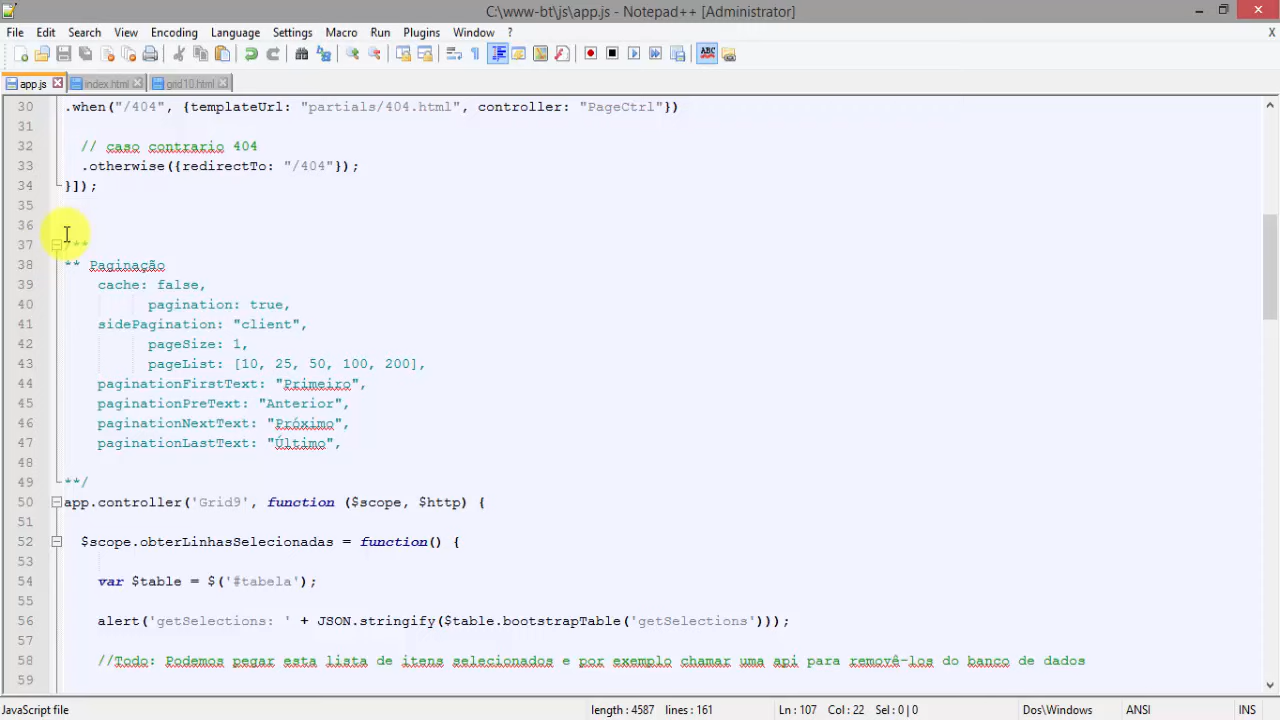 C:\www-bt\js\app.js - Notepad++ [Administrator]
File Edit Search View Encoding Language Settings Macro Run Plugins Window ? X
app.js index.html grid10.html
30 .when("/404", {templateUrl: "partials/404.html", controller: "PageCtrl"})
31
32 // caso contrario 404
33 .otherwise({redirectTo: "/404"});
34 }]);
35
36
37 /**
38 ** Paginação
39 cache: false,
40 pagination: true,
41 sidePagination: "client",
42 pageSize: 1,
43 pageList: [10, 25, 50, 100, 200],
44 paginationFirstText: "Primeiro",
45 paginationPreText: "Anterior",
46 paginationNextText: "Próximo",
47 paginationLastText: "Último",
48
49 **/
50 app.controller('Grid9', function ($scope, $http) {
51
52 $scope.obterLinhasSelecionadas = function() {
53
54 var $table = $('#tabela');
55
56 alert('getSelections: ' + JSON.stringify($table.bootstrapTable('getSelections')));
57
58 //Todo: Podemos pegar esta lista de itens selecionados e por exemplo chamar uma api para removê-los do banco de dados
59
JavaScript file length : 4587 lines : 161 Ln : 107 Col : 22 Sel : 0 | 0 Dos\Windows ANSI INS